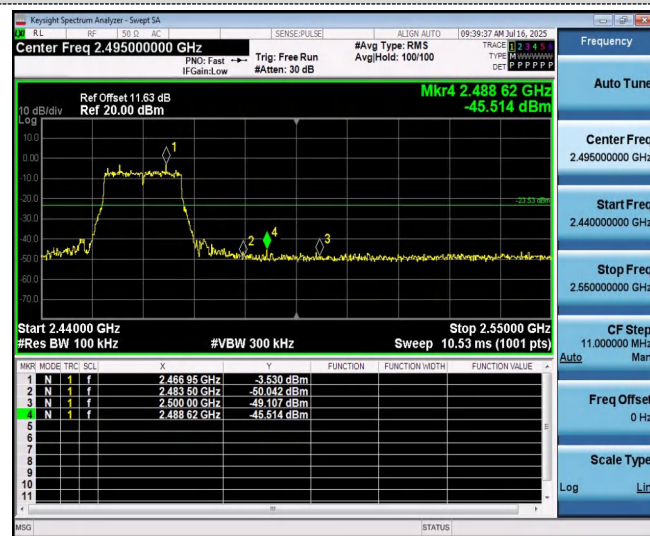 Keysight Spectrum Analyzer - Swept SA
RL RF 50 Ω AC SENSE:PULSE ALIGN AUTO 09:39:37 AM Jul 16, 2025
Center Freq 2.495000000 GHz
PNO: Fast
IFGain:Low
Trig: Free Run
#Atten: 30 dB
#Avg Type: RMS
Avg|Hold: 100/100
TRACE 1 2 3 4 5 6
TYPE M W W W W W
DET P P P P P P
Ref Offset 11.63 dB
10 dB/div Ref 20.00 dBm
Log
Mkr4 2.488 62 GHz
-45.514 dBm
10.0
0.00
-10.0
-20.0
-30.0
-40.0
-50.0
-60.0
-70.0
1
2
4
3
-23.53 dBm
Start 2.44000 GHz Stop 2.55000 GHz
#Res BW 100 kHz #VBW 300 kHz Sweep 10.53 ms (1001 pts)
MKR MODE TRC SCL X Y FUNCTION FUNCTION WIDTH FUNCTION VALUE
1 N 1 f 2.466 95 GHz -3.530 dBm
2 N 1 f 2.483 50 GHz -50.042 dBm
3 N 1 f 2.500 00 GHz -49.107 dBm
4 N 1 f 2.488 62 GHz -45.514 dBm
5
6
7
8
9
10
11
MSG STATUS
Frequency
Auto Tune
Center Freq
2.495000000 GHz
Start Freq
2.440000000 GHz
Stop Freq
2.550000000 GHz
CF Step
11.000000 MHz
Auto Man
Freq Offset
0 Hz
Scale Type
Log Lin